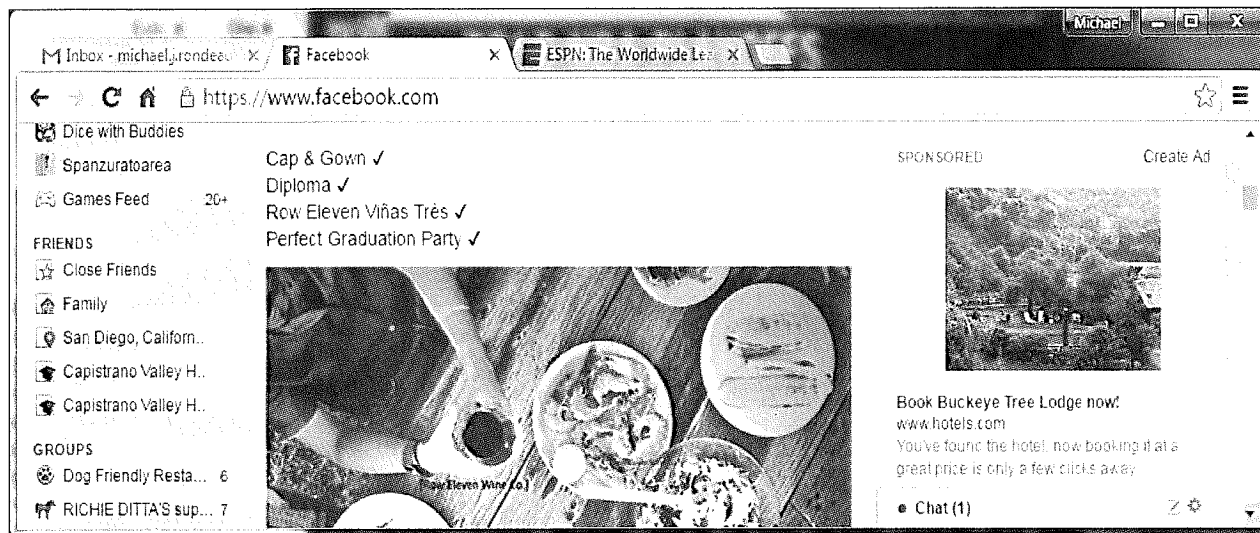 Michael
Inbox - michael.j.rondeau
Facebook
ESPN: The Worldwide Lea
https://www.facebook.com
Dice with Buddies
Spanzuratoarea
Games Feed 20+
FRIENDS
Close Friends
Family
San Diego, Californ..
Capistrano Valley H..
Capistrano Valley H..
GROUPS
Dog Friendly Resta... 6
RICHIE DITTA'S sup... 7
Cap & Gown ✓
Diploma ✓
Row Eleven Viñas Très ✓
Perfect Graduation Party ✓
Row Eleven Wine Co.
SPONSORED Create Ad
Book Buckeye Tree Lodge now!
www.hotels.com
You've found the hotel, now booking it at a
great price is only a few clicks away
Chat (1)